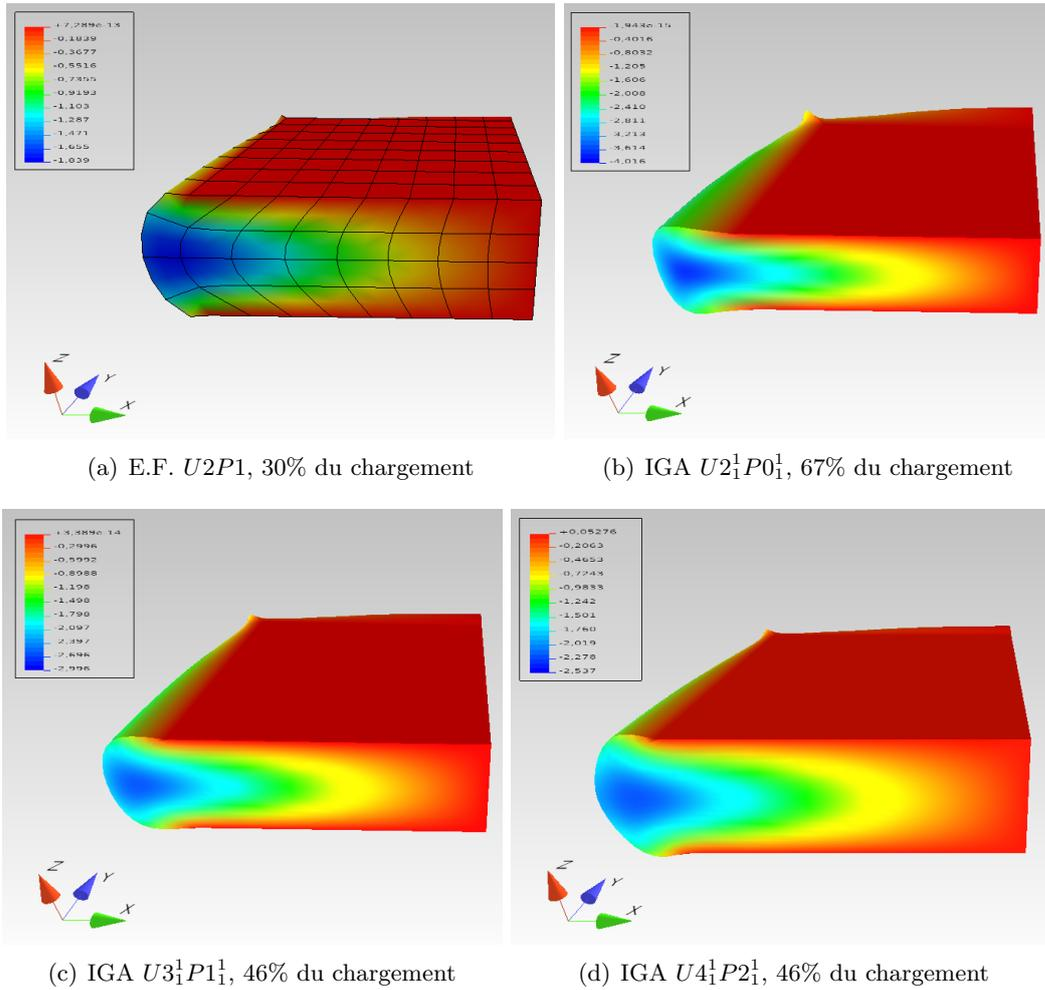 +7,289e-13
-0,1839
-0,3677
-0,5516
-0,7355
-0,9193
-1,103
-1,287
-1,471
-1,655
-1,839
Z
Y
X
(a) E.F. U2P1, 30% du chargement
1,943e-15
-0,4016
-0,8032
-1,205
-1,606
-2,008
-2,410
-2,811
-3,213
-3,614
-4,016
Z
Y
X
(b) IGA U2₁¹P0₁¹, 67% du chargement
+3,389e-14
-0,2996
-0,5992
-0,8988
-1,198
-1,498
-1,798
-2,097
-2,397
-2,696
-2,996
Z
Y
X
(c) IGA U3₁¹P1₁¹, 46% du chargement
+0,05276
-0,2063
-0,4653
-0,7243
-0,9833
-1,242
-1,501
-1,760
-2,019
-2,278
-2,537
Z
Y
X
(d) IGA U4₁¹P2₁¹, 46% du chargement